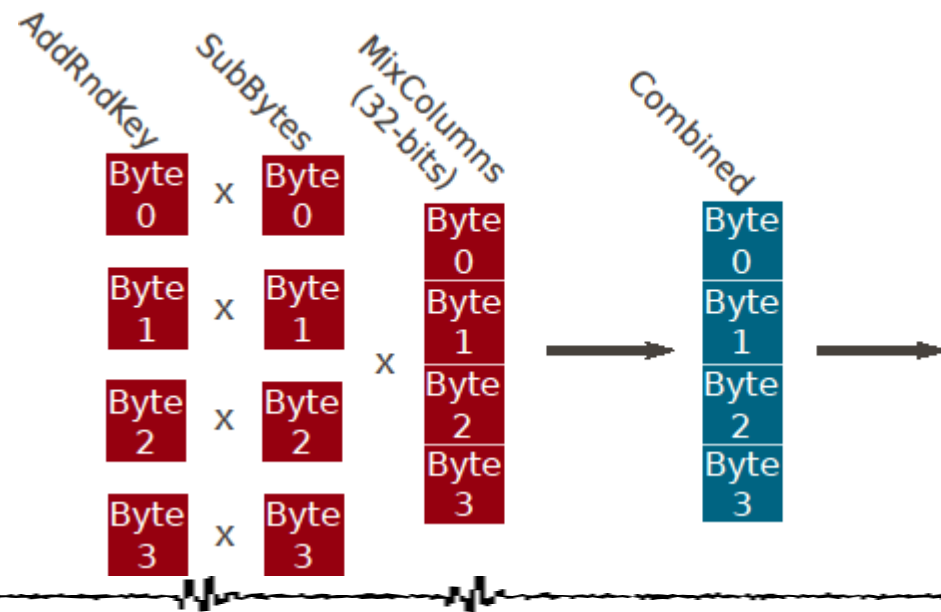 AddRndKey
SubBytes
MixColumns
(32-bits)
Combined
Byte
0
x
Byte
0
Byte
1
x
Byte
1
Byte
2
x
Byte
2
Byte
3
x
Byte
3
x
Byte
0
Byte
1
Byte
2
Byte
3
Byte
0
Byte
1
Byte
2
Byte
3